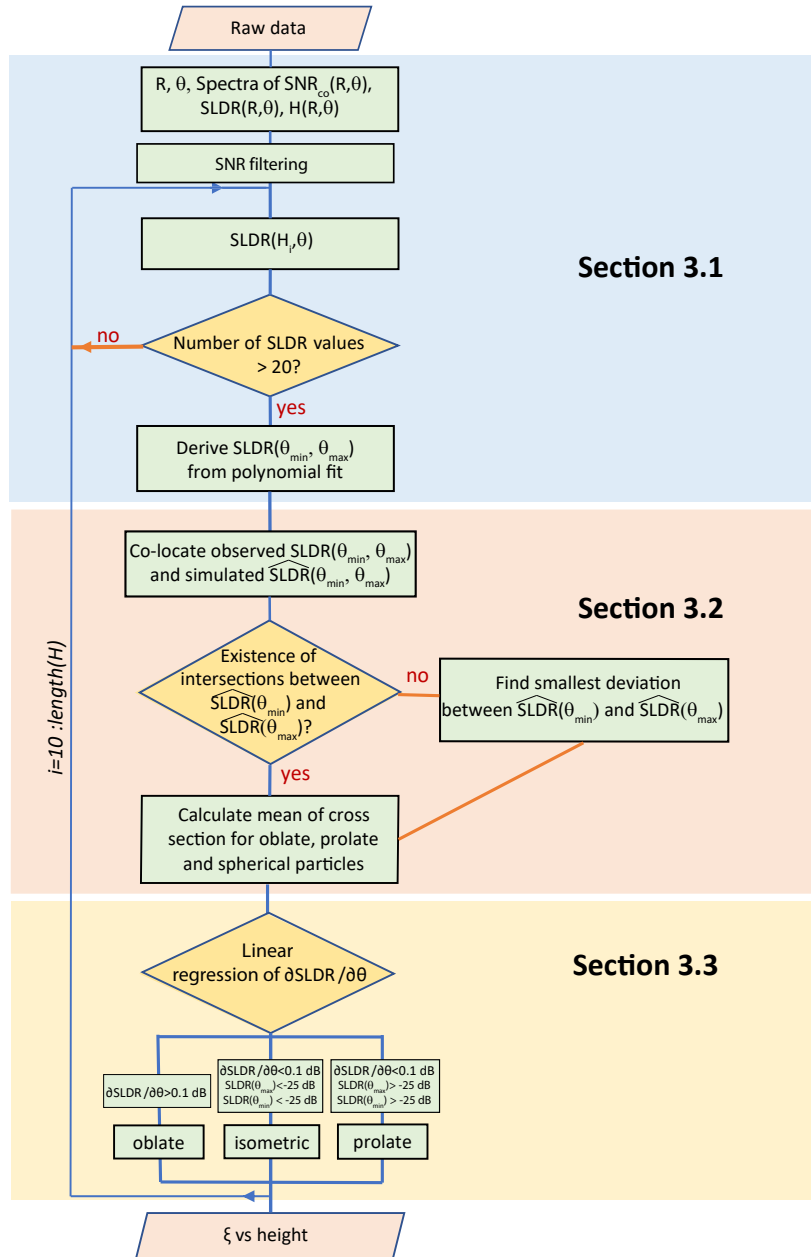 Raw data
R, θ, Spectra of SNR_co(R,θ),
SLDR(R,θ), H(R,θ)
SNR filtering
SLDR(H_i,θ)
Section 3.1
no
Number of SLDR values
> 20?
yes
Derive SLDR(θ_min, θ_max)
from polynomial fit
Co-locate observed SLDR(θ_min, θ_max)
and simulated \widehat{SLDR}(θ_min, θ_max)
Section 3.2
Existence of
intersections between
\widehat{SLDR}(θ_min) and
\widehat{SLDR}(θ_max)?
no
Find smallest deviation
between \widehat{SLDR}(θ_min) and \widehat{SLDR}(θ_max)
i=10 :length(H)
yes
Calculate mean of cross
section for oblate, prolate
and spherical particles
Linear
regression of ∂SLDR/∂θ
Section 3.3
∂SLDR/∂θ>0.1 dB
∂SLDR/∂θ<0.1 dB
SLDR(θ_max)<-25 dB
SLDR(θ_min) < -25 dB
∂SLDR/∂θ<0.1 dB
SLDR(θ_max)> -25 dB
SLDR(θ_min) > -25 dB
oblate
isometric
prolate
ξ vs height